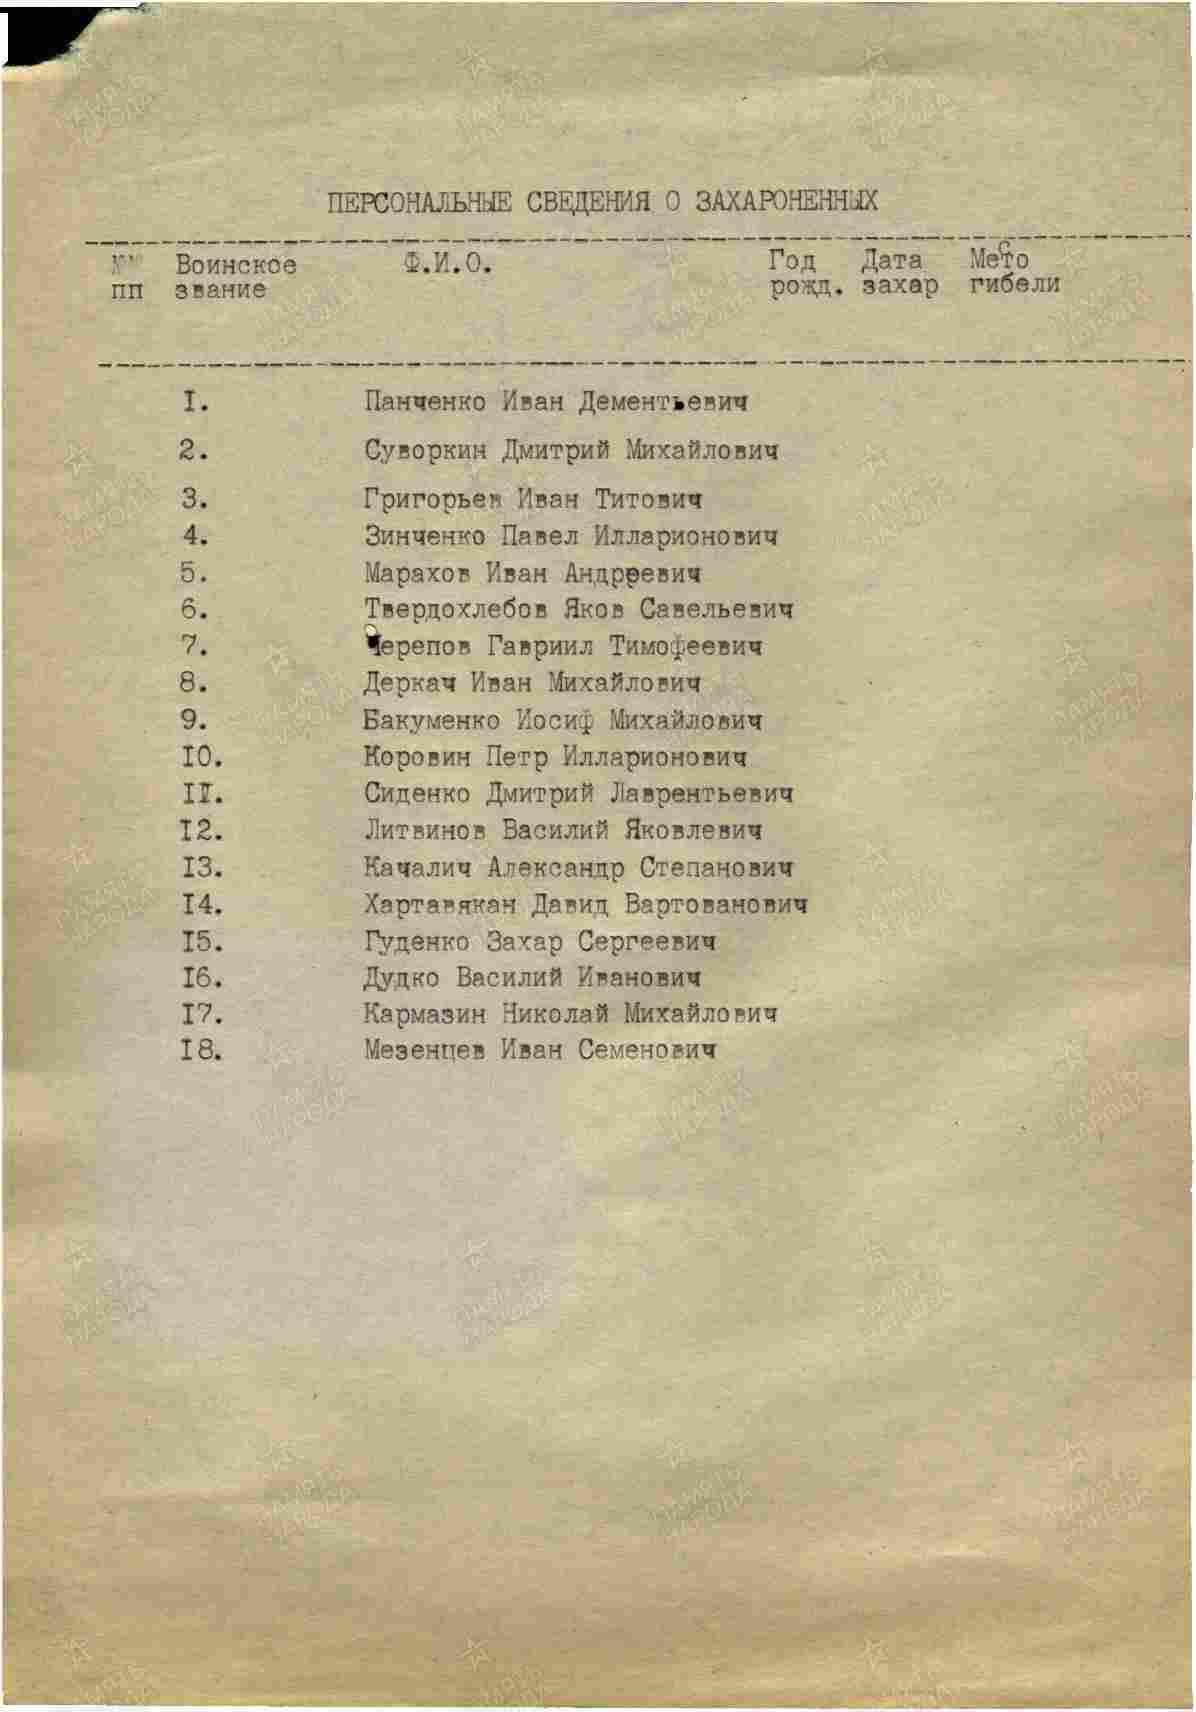 ПЕРСОНАЛЬНЫЕ СВЕДЕНИЯ О ЗАХАРОНЕННЫХ
№№ Воинское Ф.И.О. Год Дата Место
пп звание рожд. захар гибели
I. Панченко Иван Дементьевич
2. Суворкин Дмитрий Михайлович
3. Григорьев Иван Титович
4. Зинченко Павел Илларионович
5. Марахов Иван Андреевич
6. Твердохлебов Яков Савельевич
7. Черепов Гавриил Тимофеевич
8. Деркач Иван Михайлович
9. Бакуменко Иосиф Михайлович
I0. Коровин Петр Илларионович
II. Сиденко Дмитрий Лаврентьевич
I2. Литвинов Василий Яковлевич
I3. Качалич Александр Степанович
I4. Хартавякан Давид Вартованович
I5. Гуденко Захар Сергеевич
I6. Дудко Василий Иванович
I7. Кармазин Николай Михайлович
I8. Мезенцев Иван Семенович